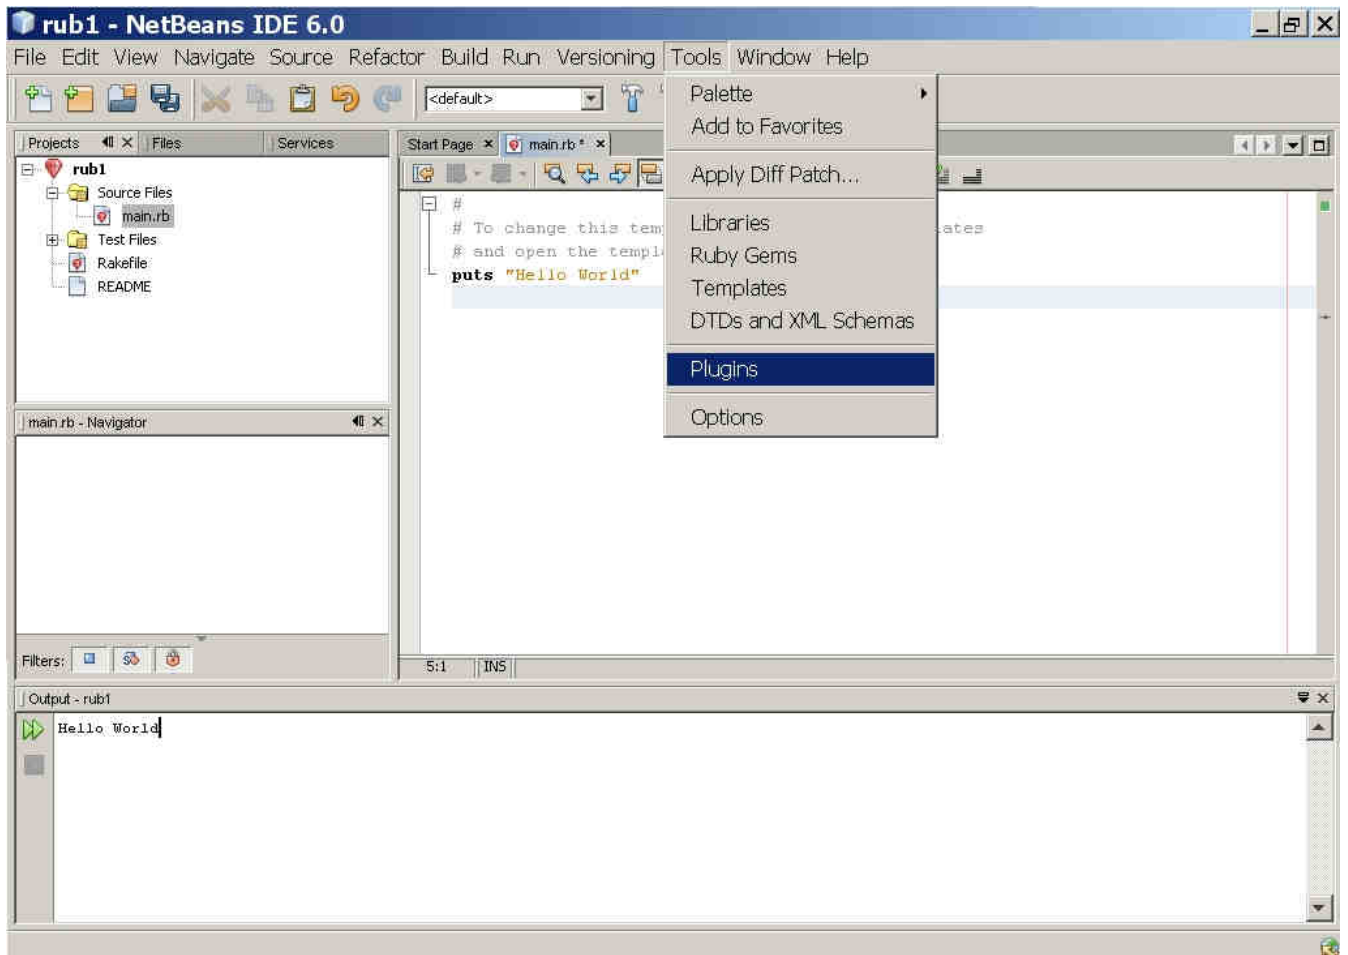 rub1 - NetBeans IDE 6.0
File Edit View Navigate Source Refactor Build Run Versioning Tools Window Help
<default>
Palette
Add to Favorites
Apply Diff Patch...
Libraries
Ruby Gems
Templates
DTDs and XML Schemas
Plugins
Options
Projects Files Services
rub1
Source Files
main.rb
Test Files
Rakefile
README
Start Page main.rb *
#
# To change this tem ates
# and open the templ
puts "Hello World"
main.rb - Navigator
Filters:
5:1 INS
Output - rub1
Hello World